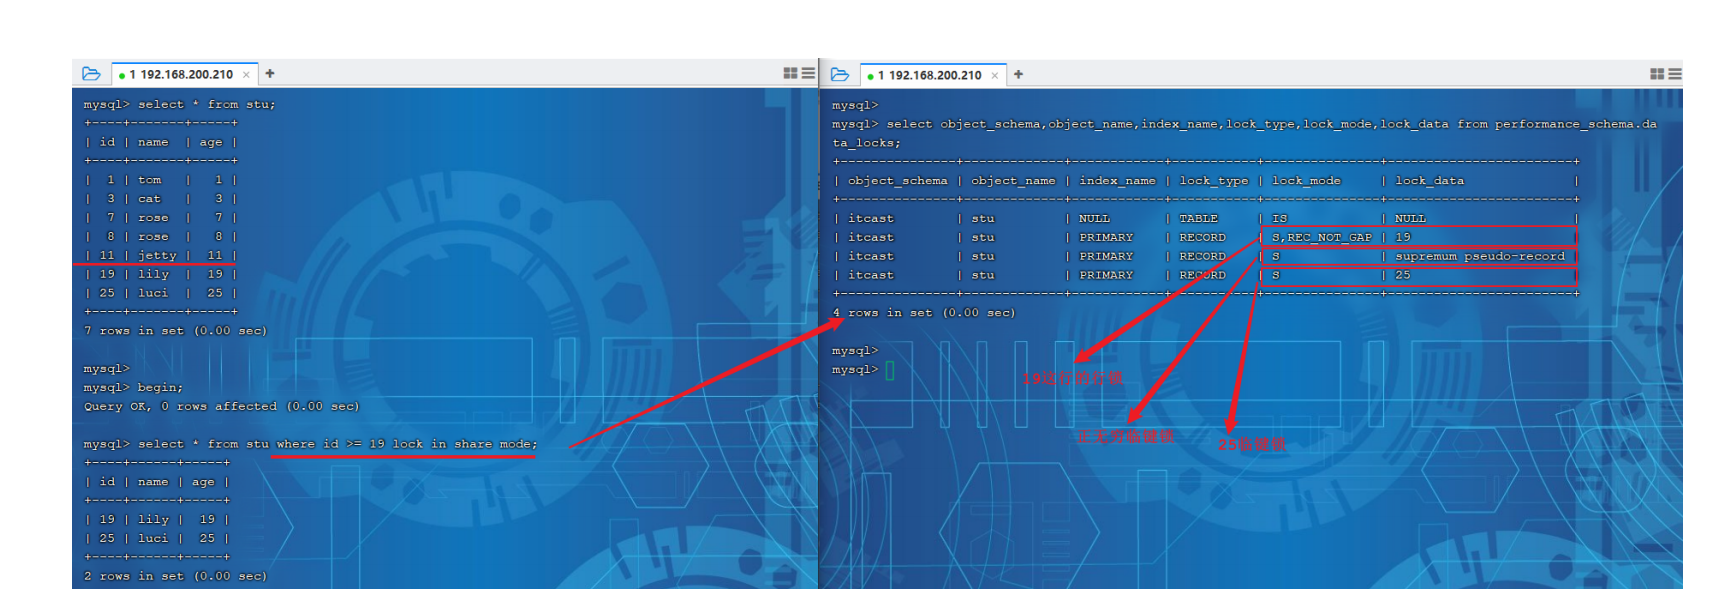 1 192.168.200.210 × +
mysql> select * from stu;
+----+-------+-----+
| id | name  | age |
+----+-------+-----+
|  1 | tom   |   1 |
|  3 | cat   |   3 |
|  7 | rose  |   7 |
|  8 | rose  |   8 |
| 11 | jetty |  11 |
| 19 | lily  |  19 |
| 25 | luci  |  25 |
+----+-------+-----+
7 rows in set (0.00 sec)
mysql>
mysql> begin;
Query OK, 0 rows affected (0.00 sec)
mysql> select * from stu where id >= 19 lock in share mode;
+----+------+-----+
| id | name | age |
+----+------+-----+
| 19 | lily |  19 |
| 25 | luci |  25 |
+----+------+-----+
2 rows in set (0.00 sec)
1 192.168.200.210 × +
mysql>
mysql> select object_schema,object_name,index_name,lock_type,lock_mode,lock_data from performance_schema.da
ta_locks;
+---------------+-------------+------------+-----------+---------------+------------------------+
| object_schema | object_name | index_name | lock_type | lock_mode     | lock_data              |
+---------------+-------------+------------+-----------+---------------+------------------------+
| itcast        | stu         | NULL       | TABLE     | IS            | NULL                   |
| itcast        | stu         | PRIMARY    | RECORD    | S,REC_NOT_GAP | 19                     |
| itcast        | stu         | PRIMARY    | RECORD    | S             | supremum pseudo-record |
| itcast        | stu         | PRIMARY    | RECORD    | S             | 25                     |
+---------------+-------------+------------+-----------+---------------+------------------------+
4 rows in set (0.00 sec)
mysql>
mysql>
19这行的行锁
正无穷临键锁
25临键锁